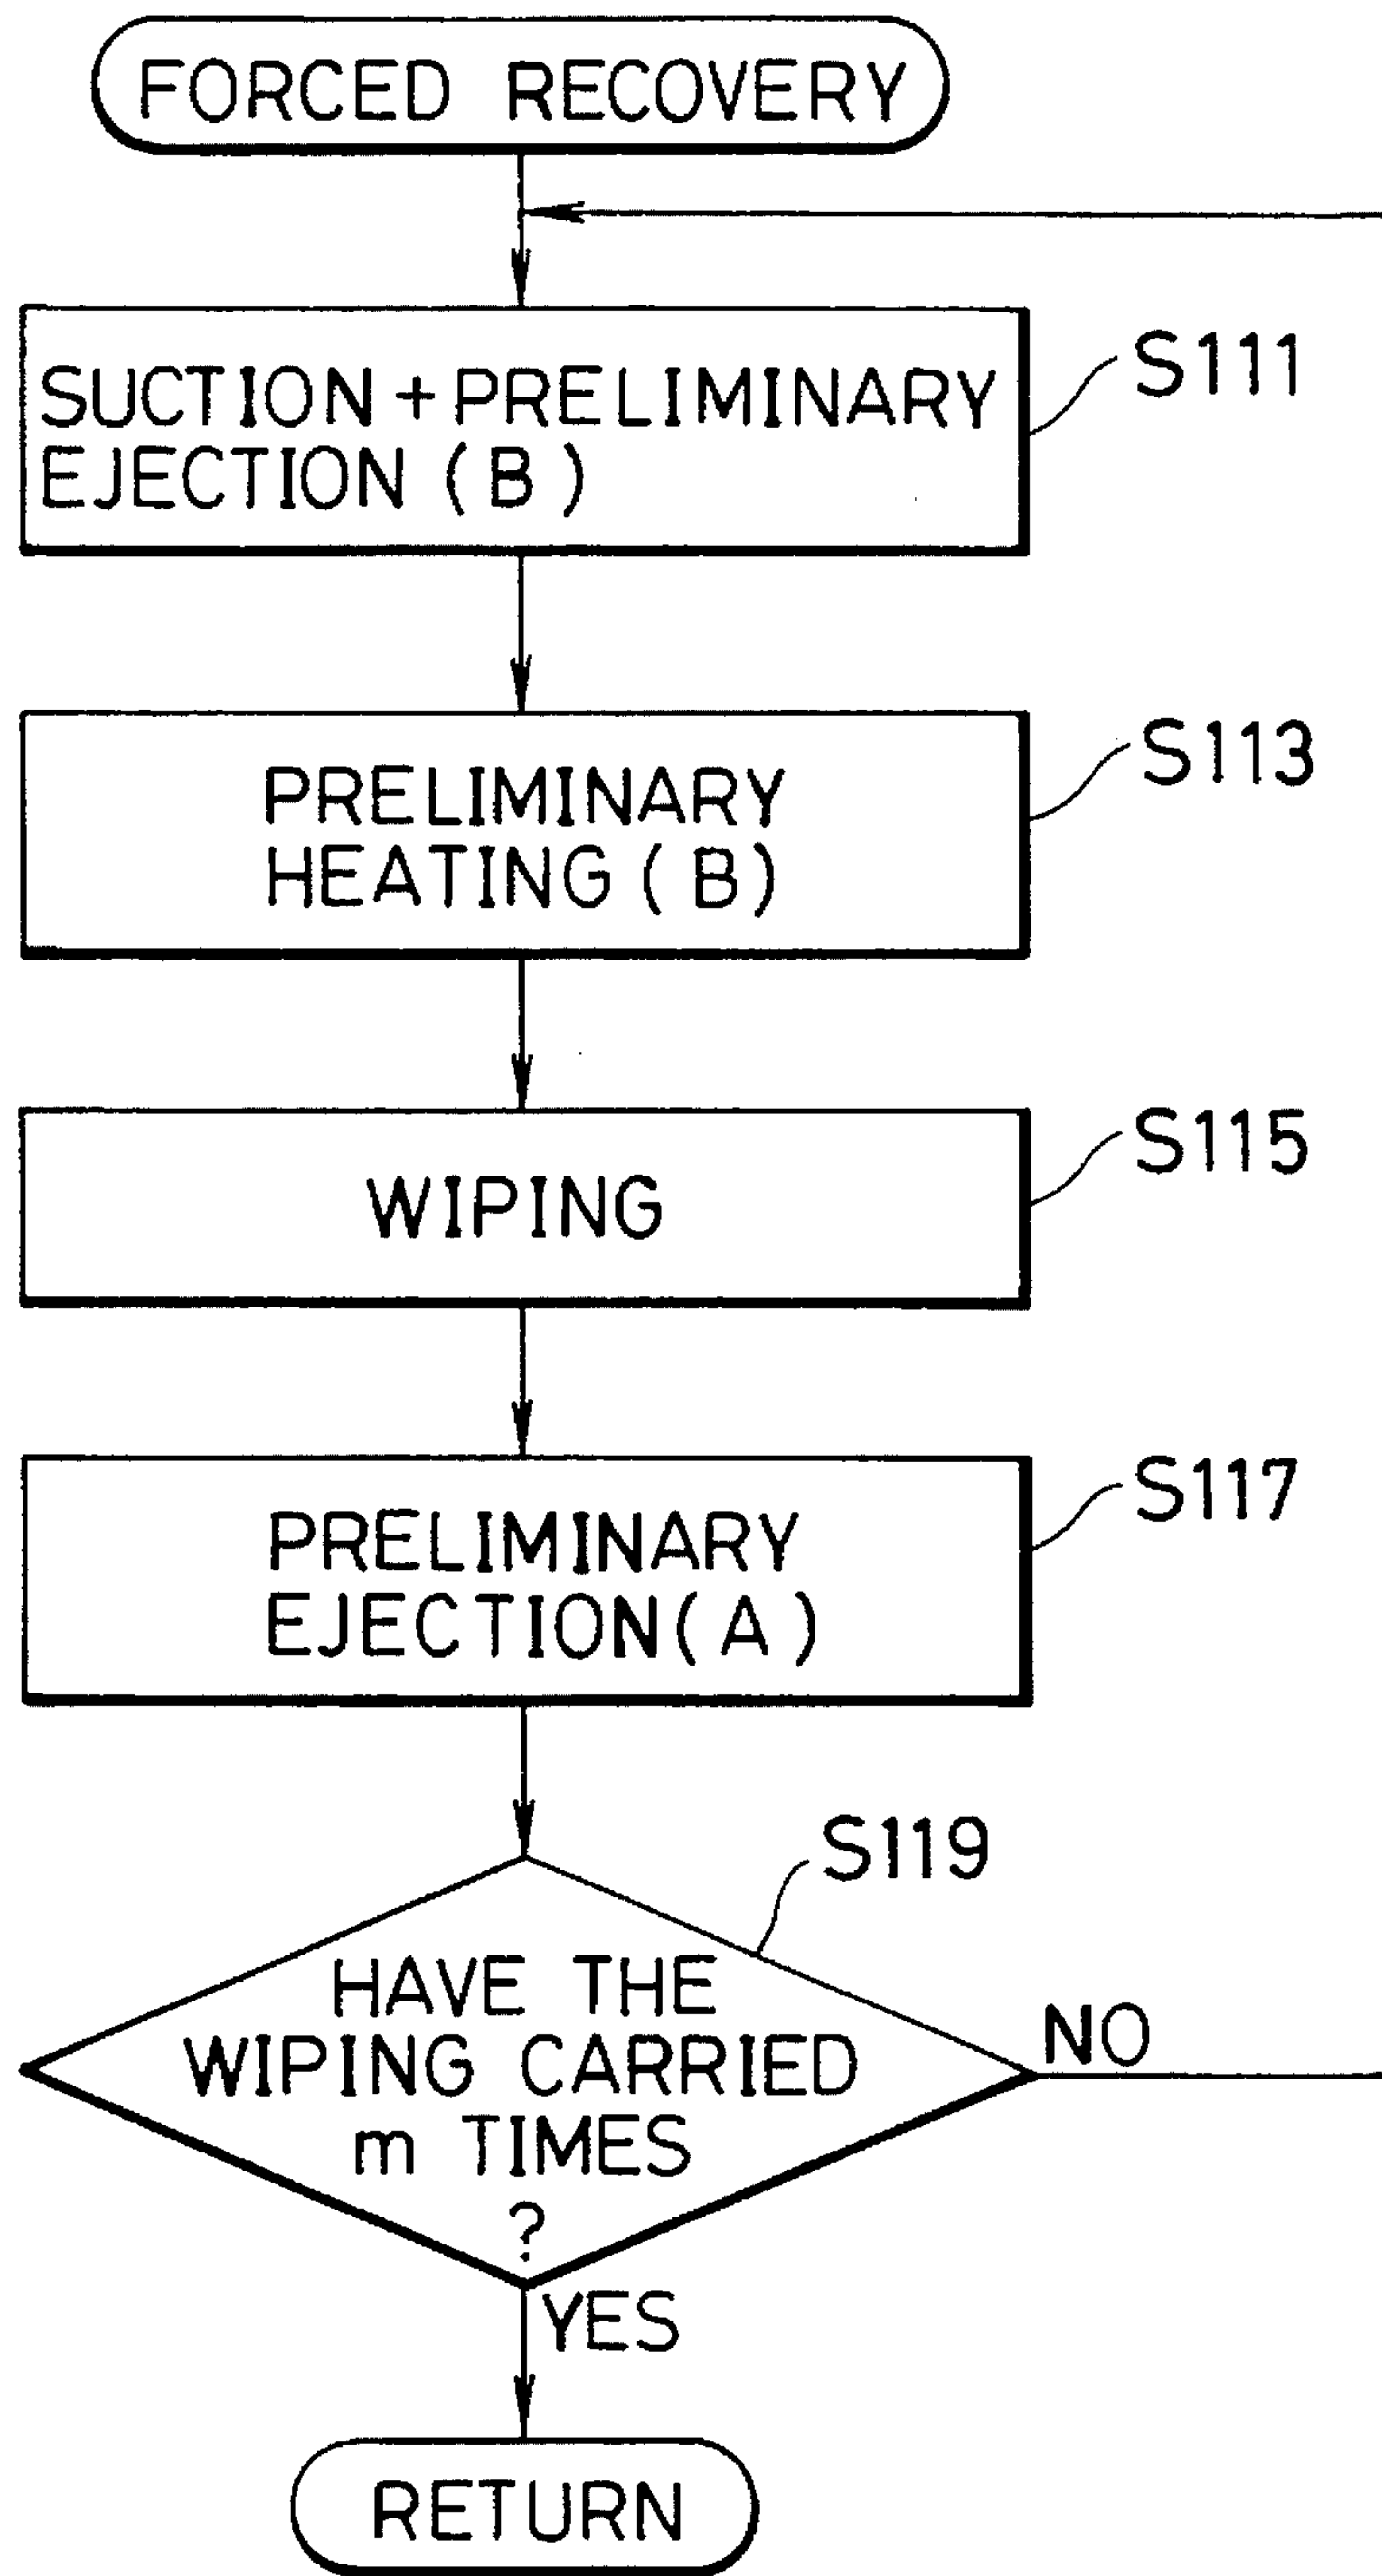 FORCED RECOVERY
SUCTION+PRELIMINARY
EJECTION (B)
S111
PRELIMINARY
HEATING (B)
S113
WIPING
S115
PRELIMINARY
EJECTION(A)
S117
S119
HAVE THE
WIPING CARRIED
m TIMES
?
NO
YES
RETURN